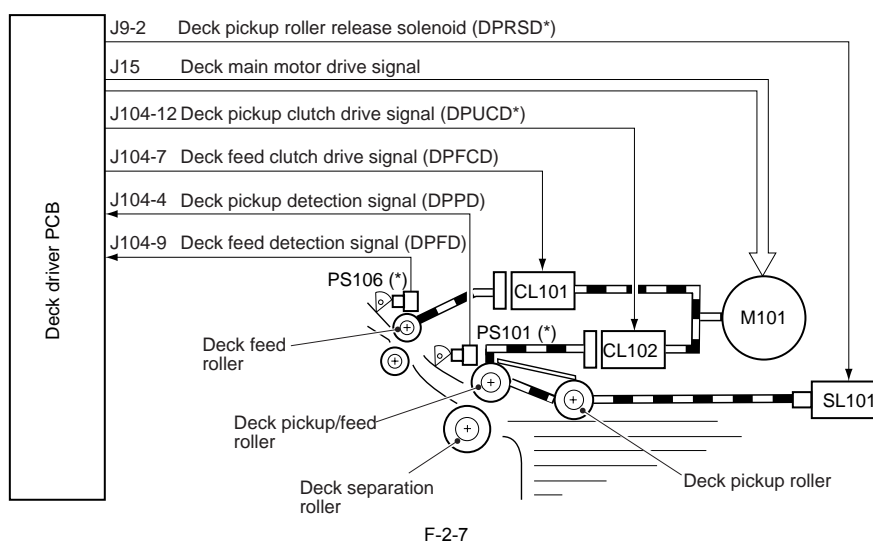 J9-2 Deck pickup roller release solenoid (DPRSD*)
J15 Deck main motor drive signal
J104-12 Deck pickup clutch drive signal (DPUCD*)
J104-7 Deck feed clutch drive signal (DPFCD)
J104-4 Deck pickup detection signal (DPPD)
J104-9 Deck feed detection signal (DPFD)
Deck driver PCB
PS106 (*)
CL101
M101
PS101 (*)
CL102
Deck feed
roller
SL101
Deck pickup/feed
roller
Deck separation
roller
Deck pickup roller
F-2-7